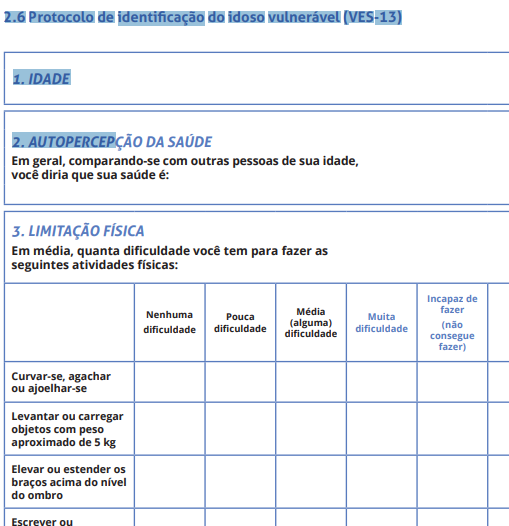 2.6 Protocolo de identificação do idoso vulnerável (VES-13)
1. IDADE
2. AUTOPERCEPÇÃO DA SAÚDE
Em geral, comparando-se com outras pessoas de sua idade,
você diria que sua saúde é:
3. LIMITAÇÃO FÍSICA
Em média, quanta dificuldade você tem para fazer as
seguintes atividades físicas:
Nenhuma
dificuldade
Pouca
dificuldade
Média
(alguma)
dificuldade
Muita
dificuldade
Incapaz de
fazer
(não
consegue
fazer)
Curvar-se, agachar
ou ajoelhar-se
Levantar ou carregar
objetos com peso
aproximado de 5 kg
Elevar ou estender os
braços acima do nível
do ombro
Escrever ou